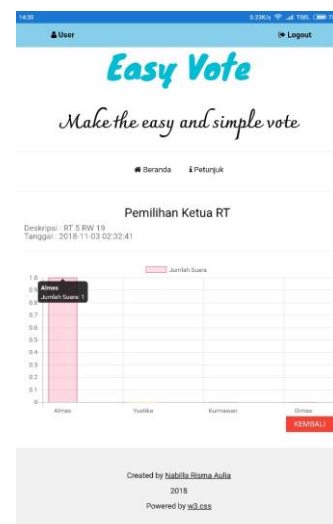 14:35
User
Logout
Easy Vote
Make the easy and simple vote
Beranda
Petunjuk
Pemilihan Ketua RT
Deskripsi : RT 5 RW 19
Tanggal : 2018-11-03 02:32:41
Jumlah Suara
1.0
0.9
Almas
Jumlah Suara: 1
0.7
0.6
0.5
0.4
0.3
0.2
0.1
0
Almas
Yustika
Kurniawan
Dimas
KEMBALI
Created by Nabilla Risma Aulia
2018
Powered by w3.css